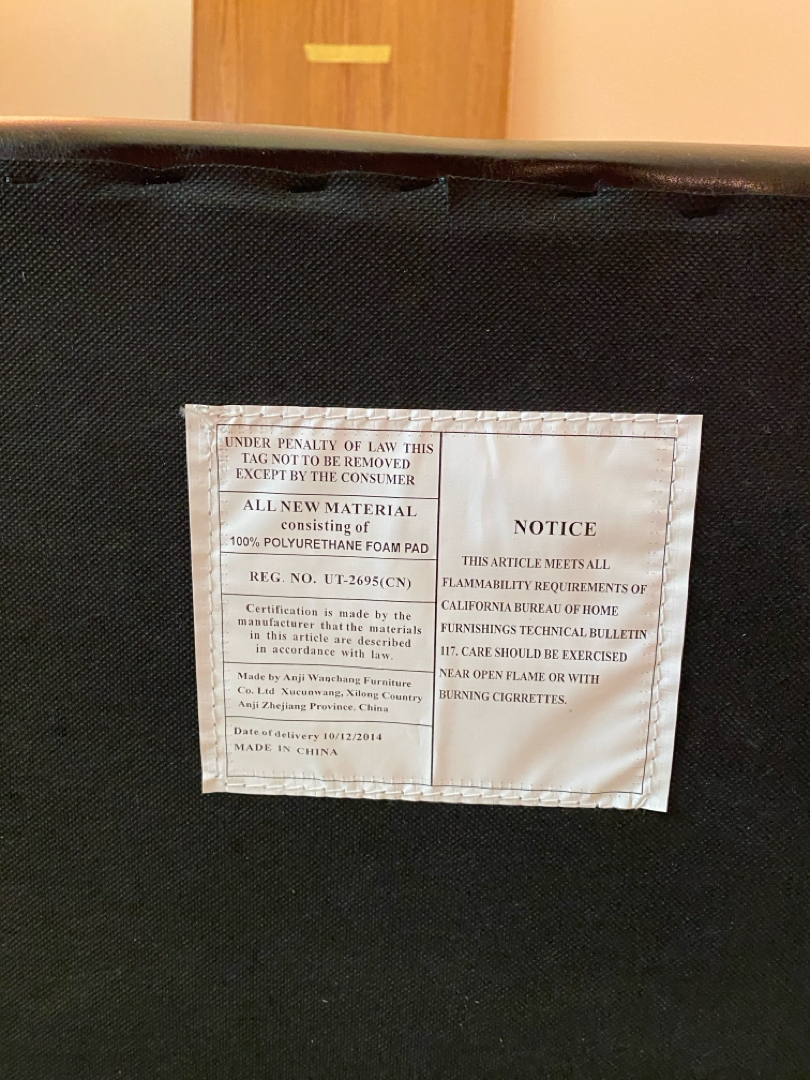 UNDER PENALTY OF LAW THIS
TAG NOT TO BE REMOVED
EXCEPT BY THE CONSUMER
ALL NEW MATERIAL
consisting of
100% POLYURETHANE FOAM PAD
REG. NO. UT-2695(CN)
Certification is made by the
manufacturer that the materials
in this article are described
in accordance with law.
Made by Anji Wanchang Furniture
Co. Ltd Xucunwang, Xilong Country
Anji Zhejiang Province, China
Date of delivery 10/12/2014
MADE IN CHINA
NOTICE
THIS ARTICLE MEETS ALL
FLAMMABILITY REQUIREMENTS OF
CALIFORNIA BUREAU OF HOME
FURNISHINGS TECHNICAL BULLETIN
117. CARE SHOULD BE EXERCISED
NEAR OPEN FLAME OR WITH
BURNING CIGRRETTES.